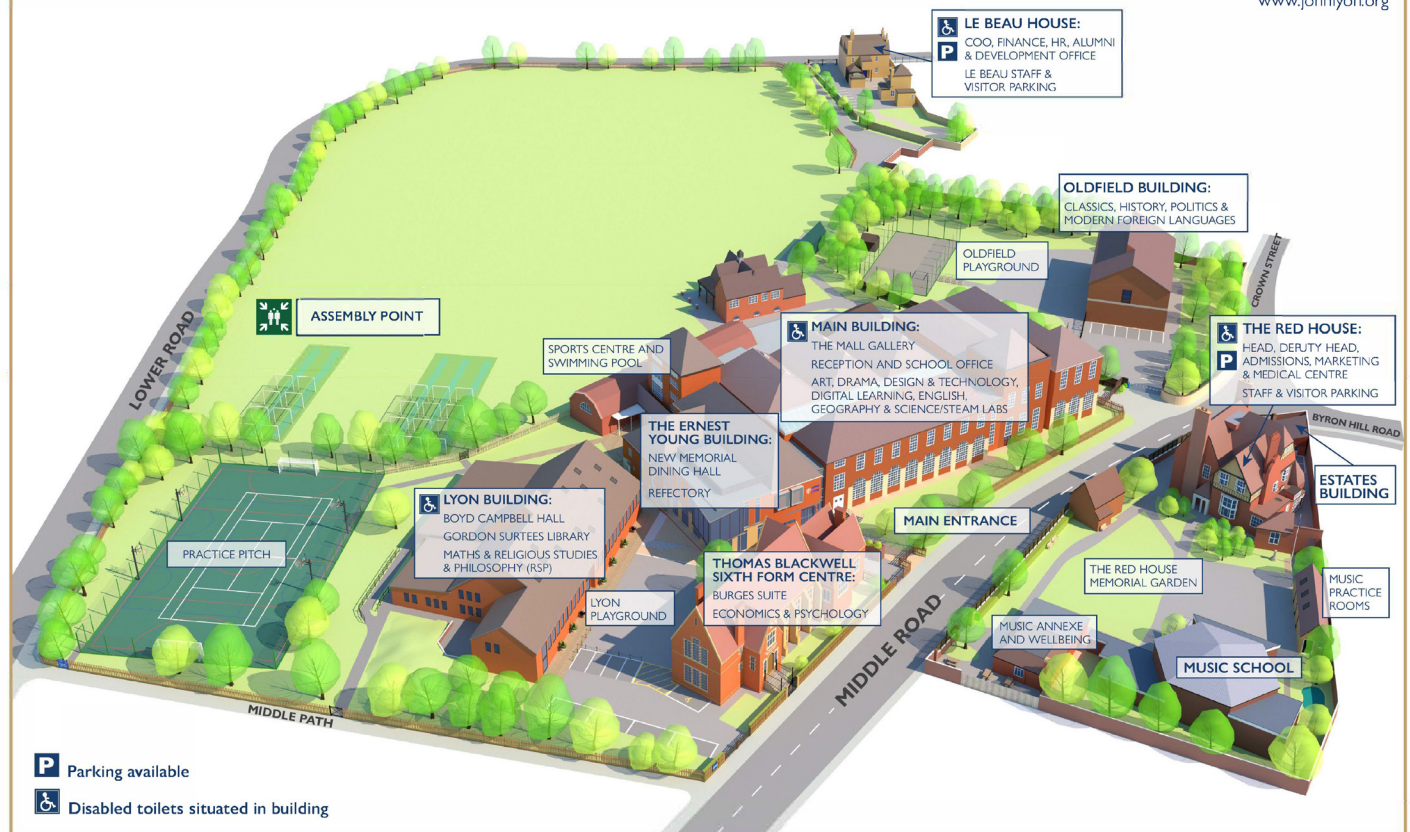 www.johnlyon.org
LE BEAU HOUSE:
P
COO, FINANCE, HR, ALUMNI
& DEVELOPMENT OFFICE
LE BEAU STAFF &
VISITOR PARKING
OLDFIELD BUILDING:
CLASSICS, HISTORY, POLITICS &
MODERN FOREIGN LANGUAGES
OLDFIELD
PLAYGROUND
CROWN STREET
ASSEMBLY POINT
LOWER ROAD
SPORTS CENTRE AND
SWIMMING POOL
MAIN BUILDING:
THE MALL GALLERY
RECEPTION AND SCHOOL OFFICE
ART, DRAMA, DESIGN & TECHNOLOGY,
DIGITAL LEARNING, ENGLISH,
GEOGRAPHY & SCIENCE/STEAM LABS
THE RED HOUSE:
P
HEAD, DEPUTY HEAD,
ADMISSIONS, MARKETING
& MEDICAL CENTRE
STAFF & VISITOR PARKING
BYRON HILL ROAD
THE ERNEST
YOUNG BUILDING:
NEW MEMORIAL
DINING HALL
REFECTORY
ESTATES
BUILDING
LYON BUILDING:
BOYD CAMPBELL HALL
GORDON SURTEES LIBRARY
MATHS & RELIGIOUS STUDIES
& PHILOSOPHY (RSP)
MAIN ENTRANCE
PRACTICE PITCH
THOMAS BLACKWELL
SIXTH FORM CENTRE:
BURGES SUITE
ECONOMICS & PSYCHOLOGY
LYON
PLAYGROUND
THE RED HOUSE
MEMORIAL GARDEN
MUSIC
PRACTICE
ROOMS
MUSIC ANNEXE
AND WELLBEING
MUSIC SCHOOL
MIDDLE ROAD
MIDDLE PATH
P Parking available
Disabled toilets situated in building